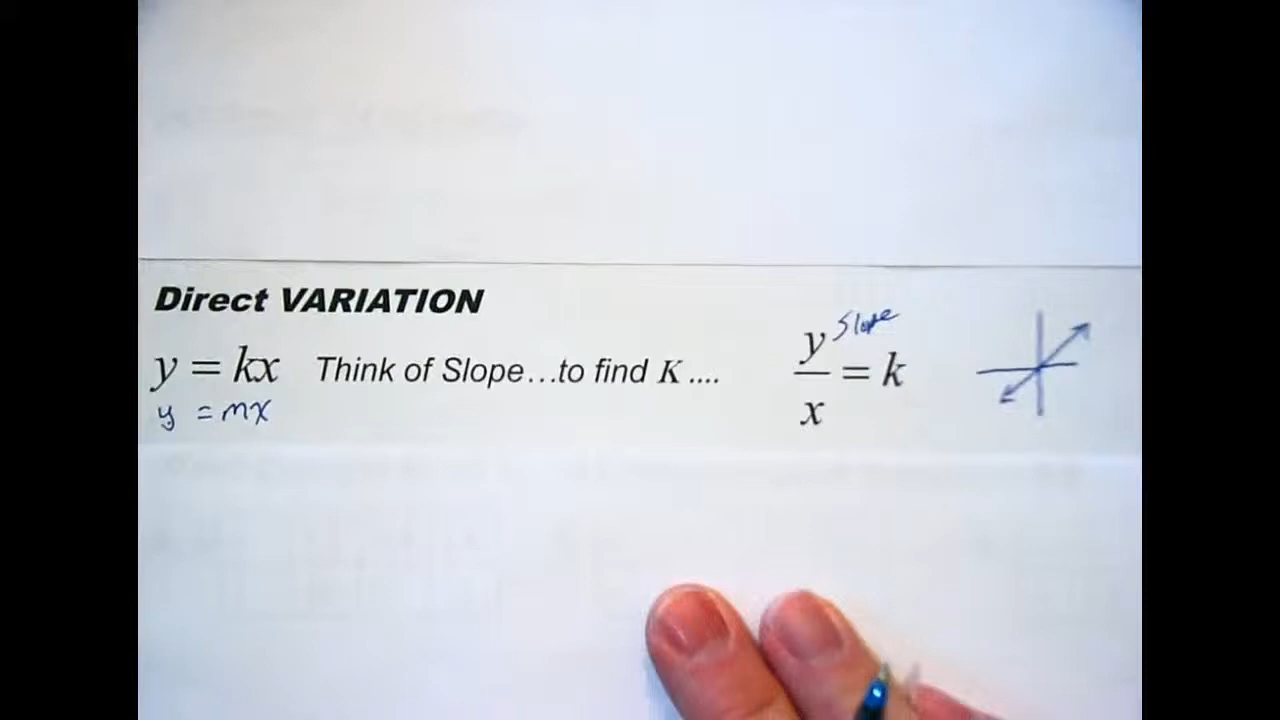 Direct VARIATION
y = kx Think of Slope...to find K ....
y = mx
y/x = k
Slope